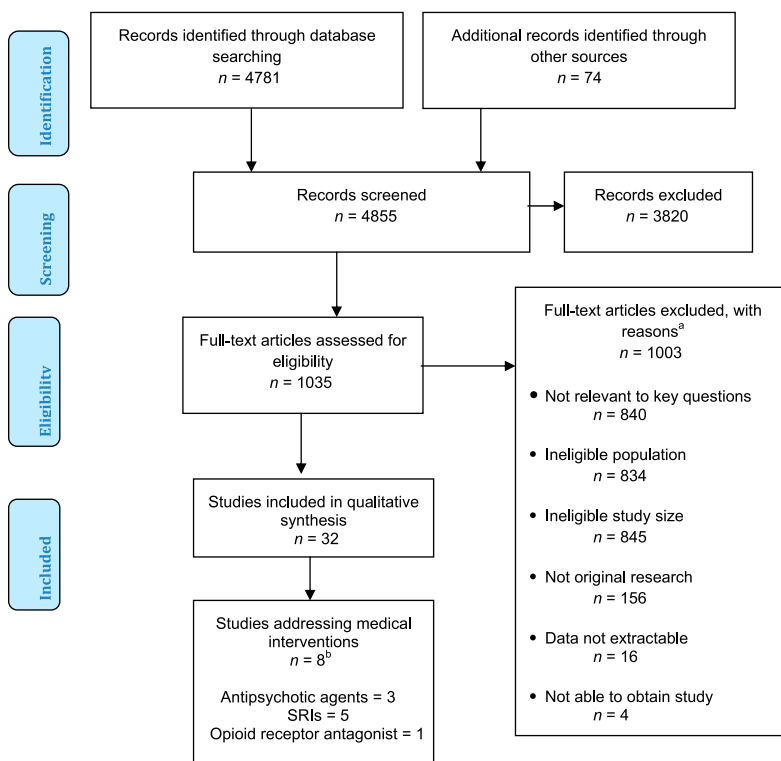 Identification
Records identified through database
searching
n = 4781
Additional records identified through
other sources
n = 74
Screening
Records screened
n = 4855
Records excluded
n = 3820
Eligibility
Full-text articles assessed for
eligibility
n = 1035
Full-text articles excluded, with
reasonsᵃ
n = 1003
• Not relevant to key questions
n = 840
• Ineligible population
n = 834
• Ineligible study size
n = 845
• Not original research
n = 156
• Data not extractable
n = 16
• Not able to obtain study
n = 4
Included
Studies included in qualitative
synthesis
n = 32
Studies addressing medical
interventions
n = 8ᵇ
Antipsychotic agents = 3
SRIs = 5
Opioid receptor antagonist = 1